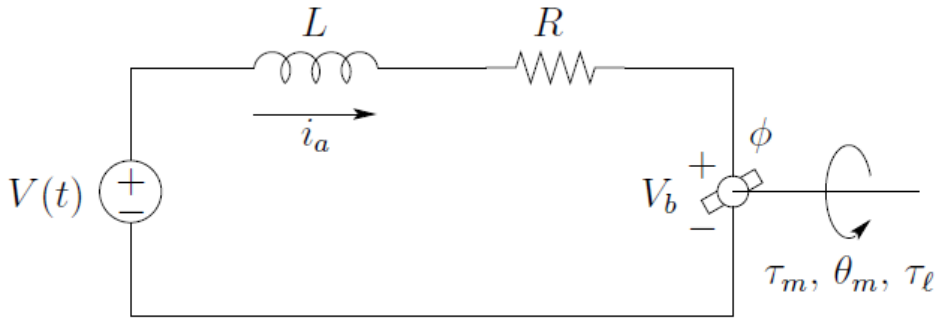 L
R
i_a
ϕ
V(t)
+
−
+
V_b
−
τ_m, θ_m, τ_ℓ